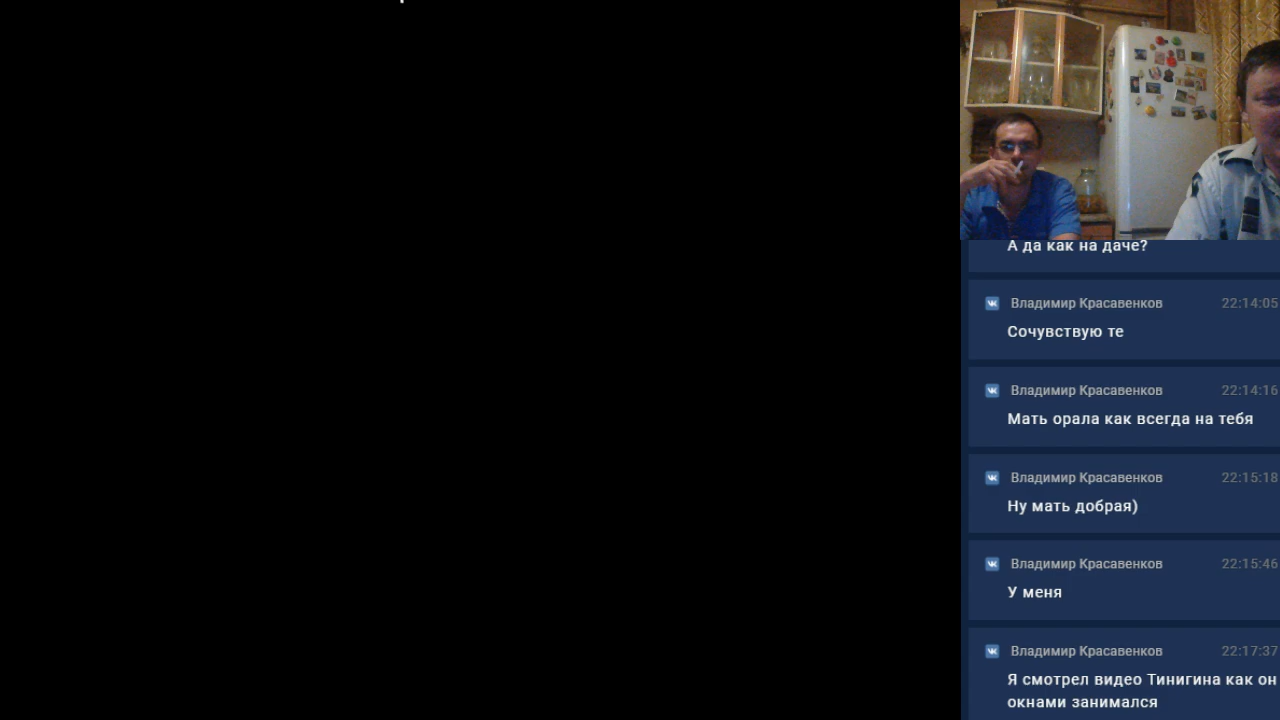 А да как на даче?
Владимир Красавенков 22:14:05
Сочувствую те
Владимир Красавенков 22:14:16
Мать орала как всегда на тебя
Владимир Красавенков 22:15:18
Ну мать добрая)
Владимир Красавенков 22:15:46
У меня
Владимир Красавенков 22:17:37
Я смотрел видео Тинигина как он
окнами занимался